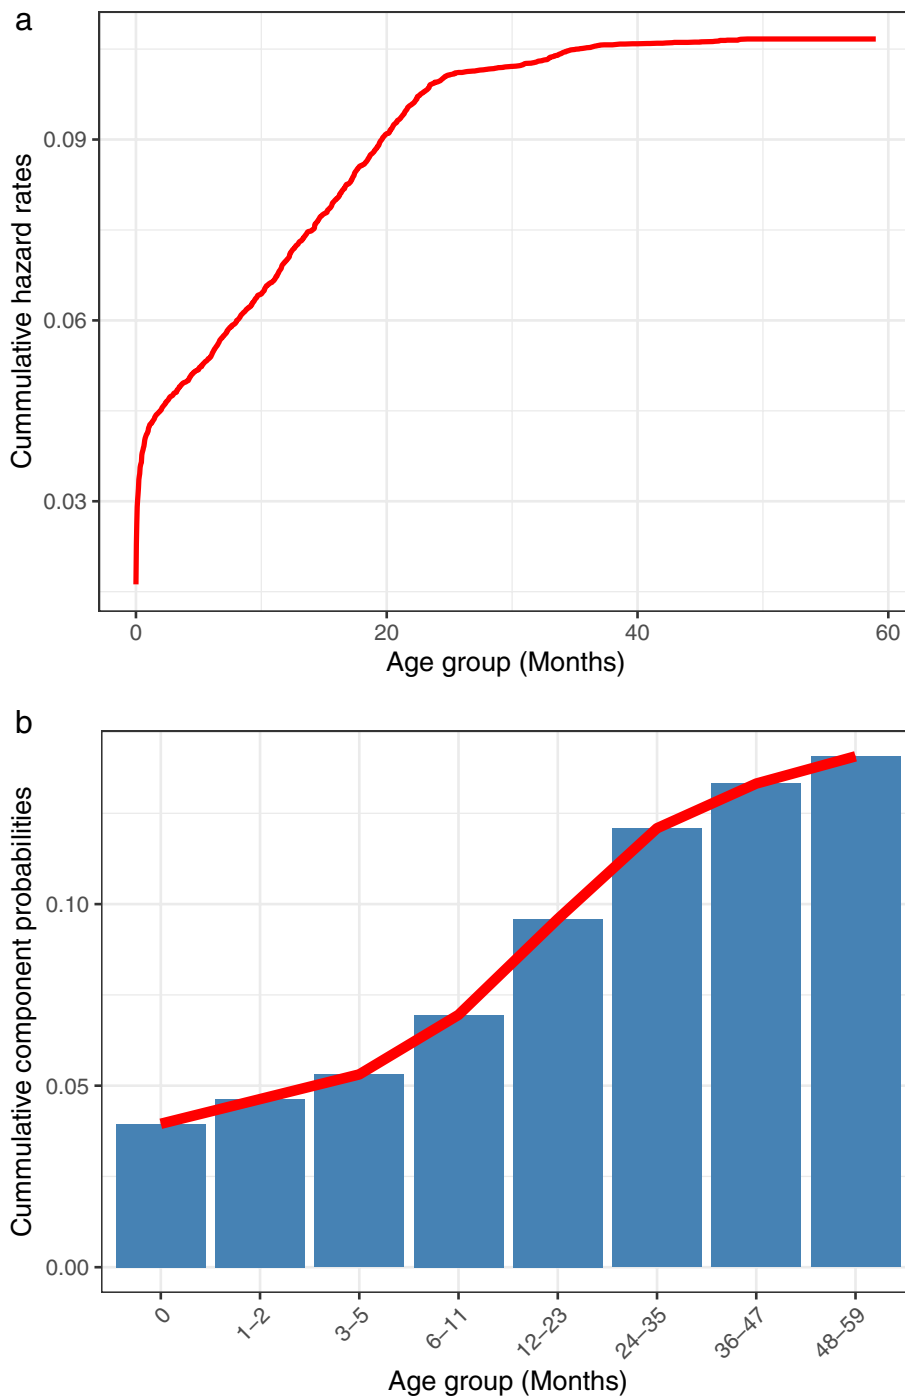 a
Cummulative hazard rates
0.09
0.06
0.03
0 20 40 60
Age group (Months)
b
Cummulative component probabilities
0.10
0.05
0.00
0 1–2 3–5 6–11 12–23 24–35 36–47 48–59
Age group (Months)